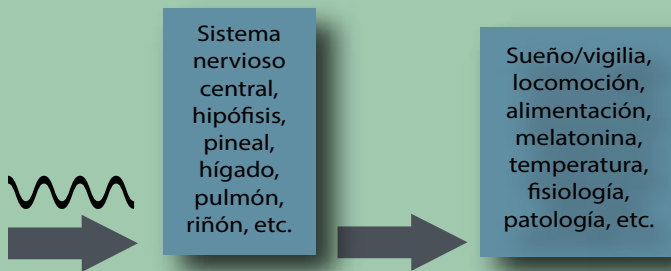 Sistema
nervioso
central,
hipófisis,
pineal,
hígado,
pulmón,
riñón, etc.
Sueño/vigilia,
locomoción,
alimentación,
melatonina,
temperatura,
fisiología,
patología, etc.